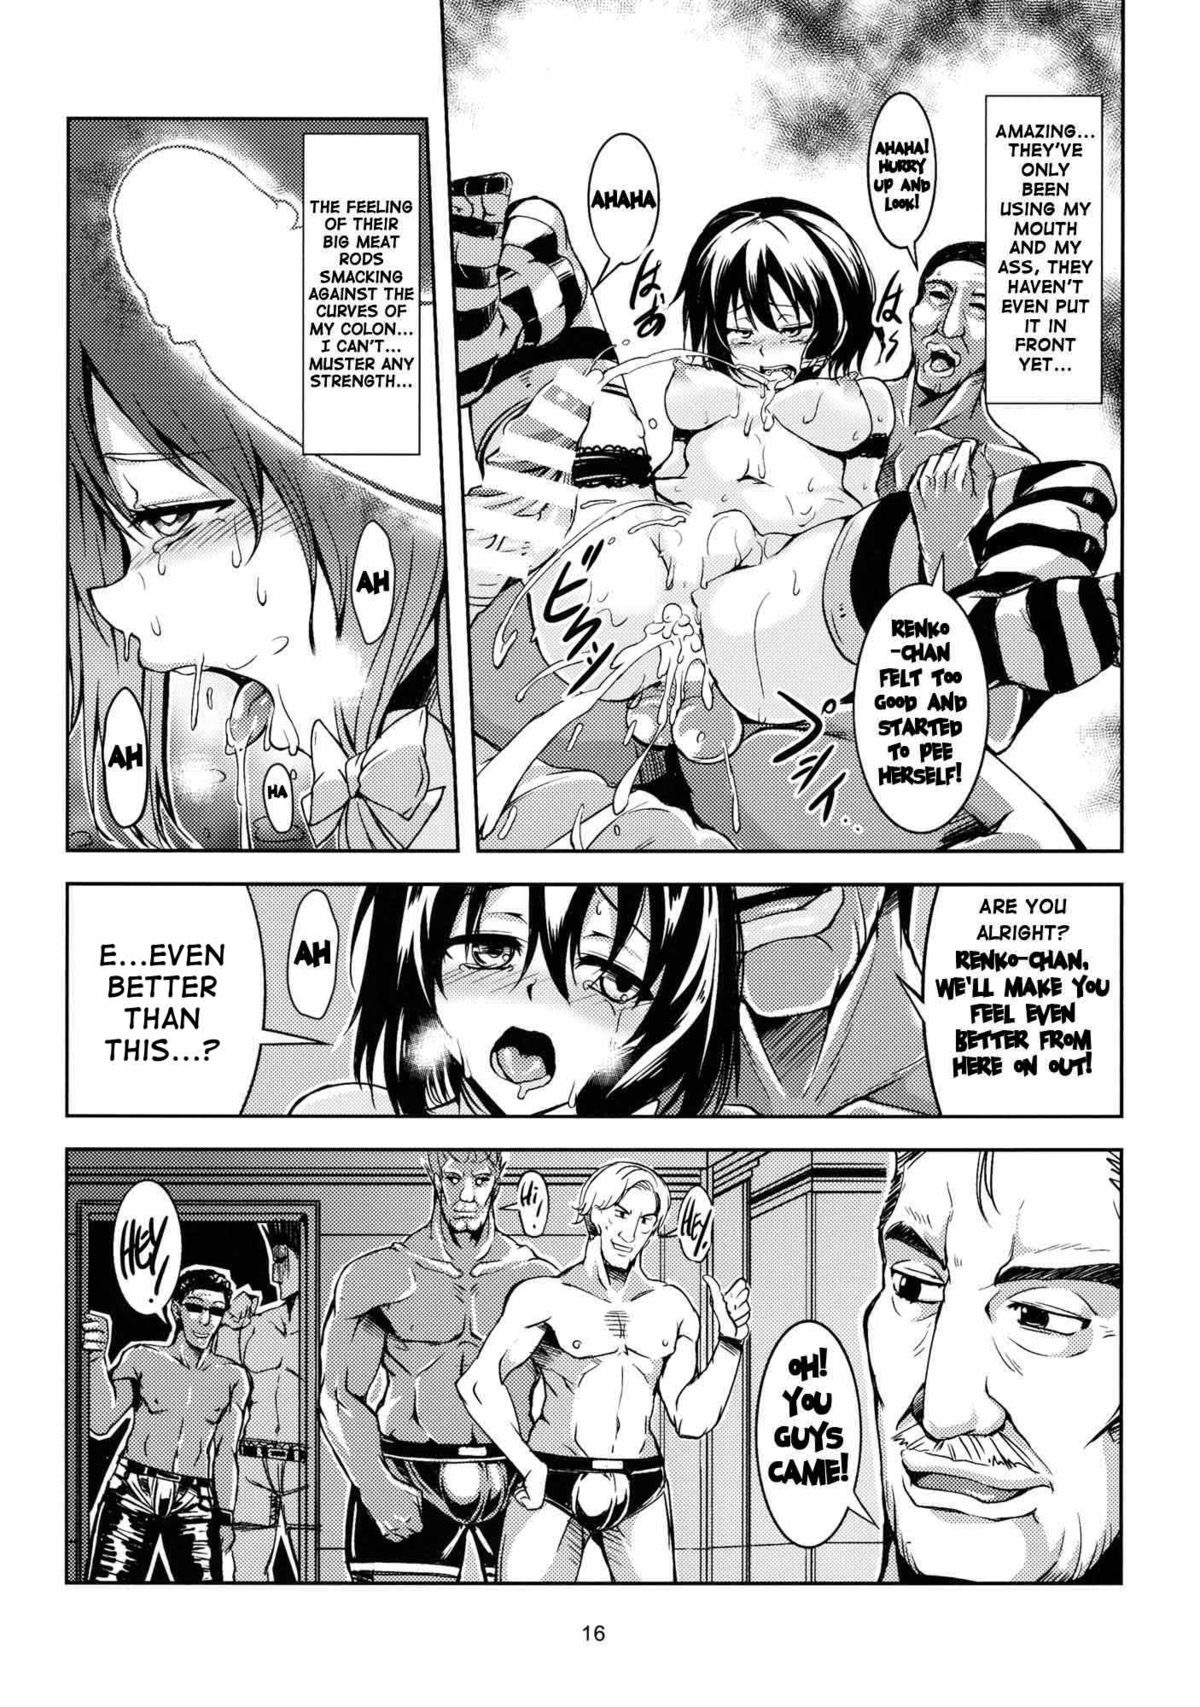 AMAZING...
THEY'VE
ONLY
BEEN
USING MY
MOUTH
AND MY
ASS, THEY
HAVEN'T
EVEN PUT
IT IN
FRONT
YET...
AHAHA!
HURRY
UP AND
LOOK!
AHAHA
はぉ
はぁ
RENKO
-CHAN
FELT TOO
GOOD AND
STARTED
TO PEE
HERSELF!
THE FEELING
OF THEIR
BIG MEAT
RODS
SMACKING
AGAINST THE
CURVES OF
MY COLON...
I CAN'T...
MUSTER ANY
STRENGTH...
AH
AH
HA
ARE YOU
ALRIGHT?
RENKO-CHAN,
WE'LL MAKE YOU
FEEL EVEN
BETTER FROM
HERE ON OUT!
AH
E...EVEN
BETTER
THAN
THIS...?
OH!
YOU
GUYS
CAME!
HEY!
HI!
HEY!
16